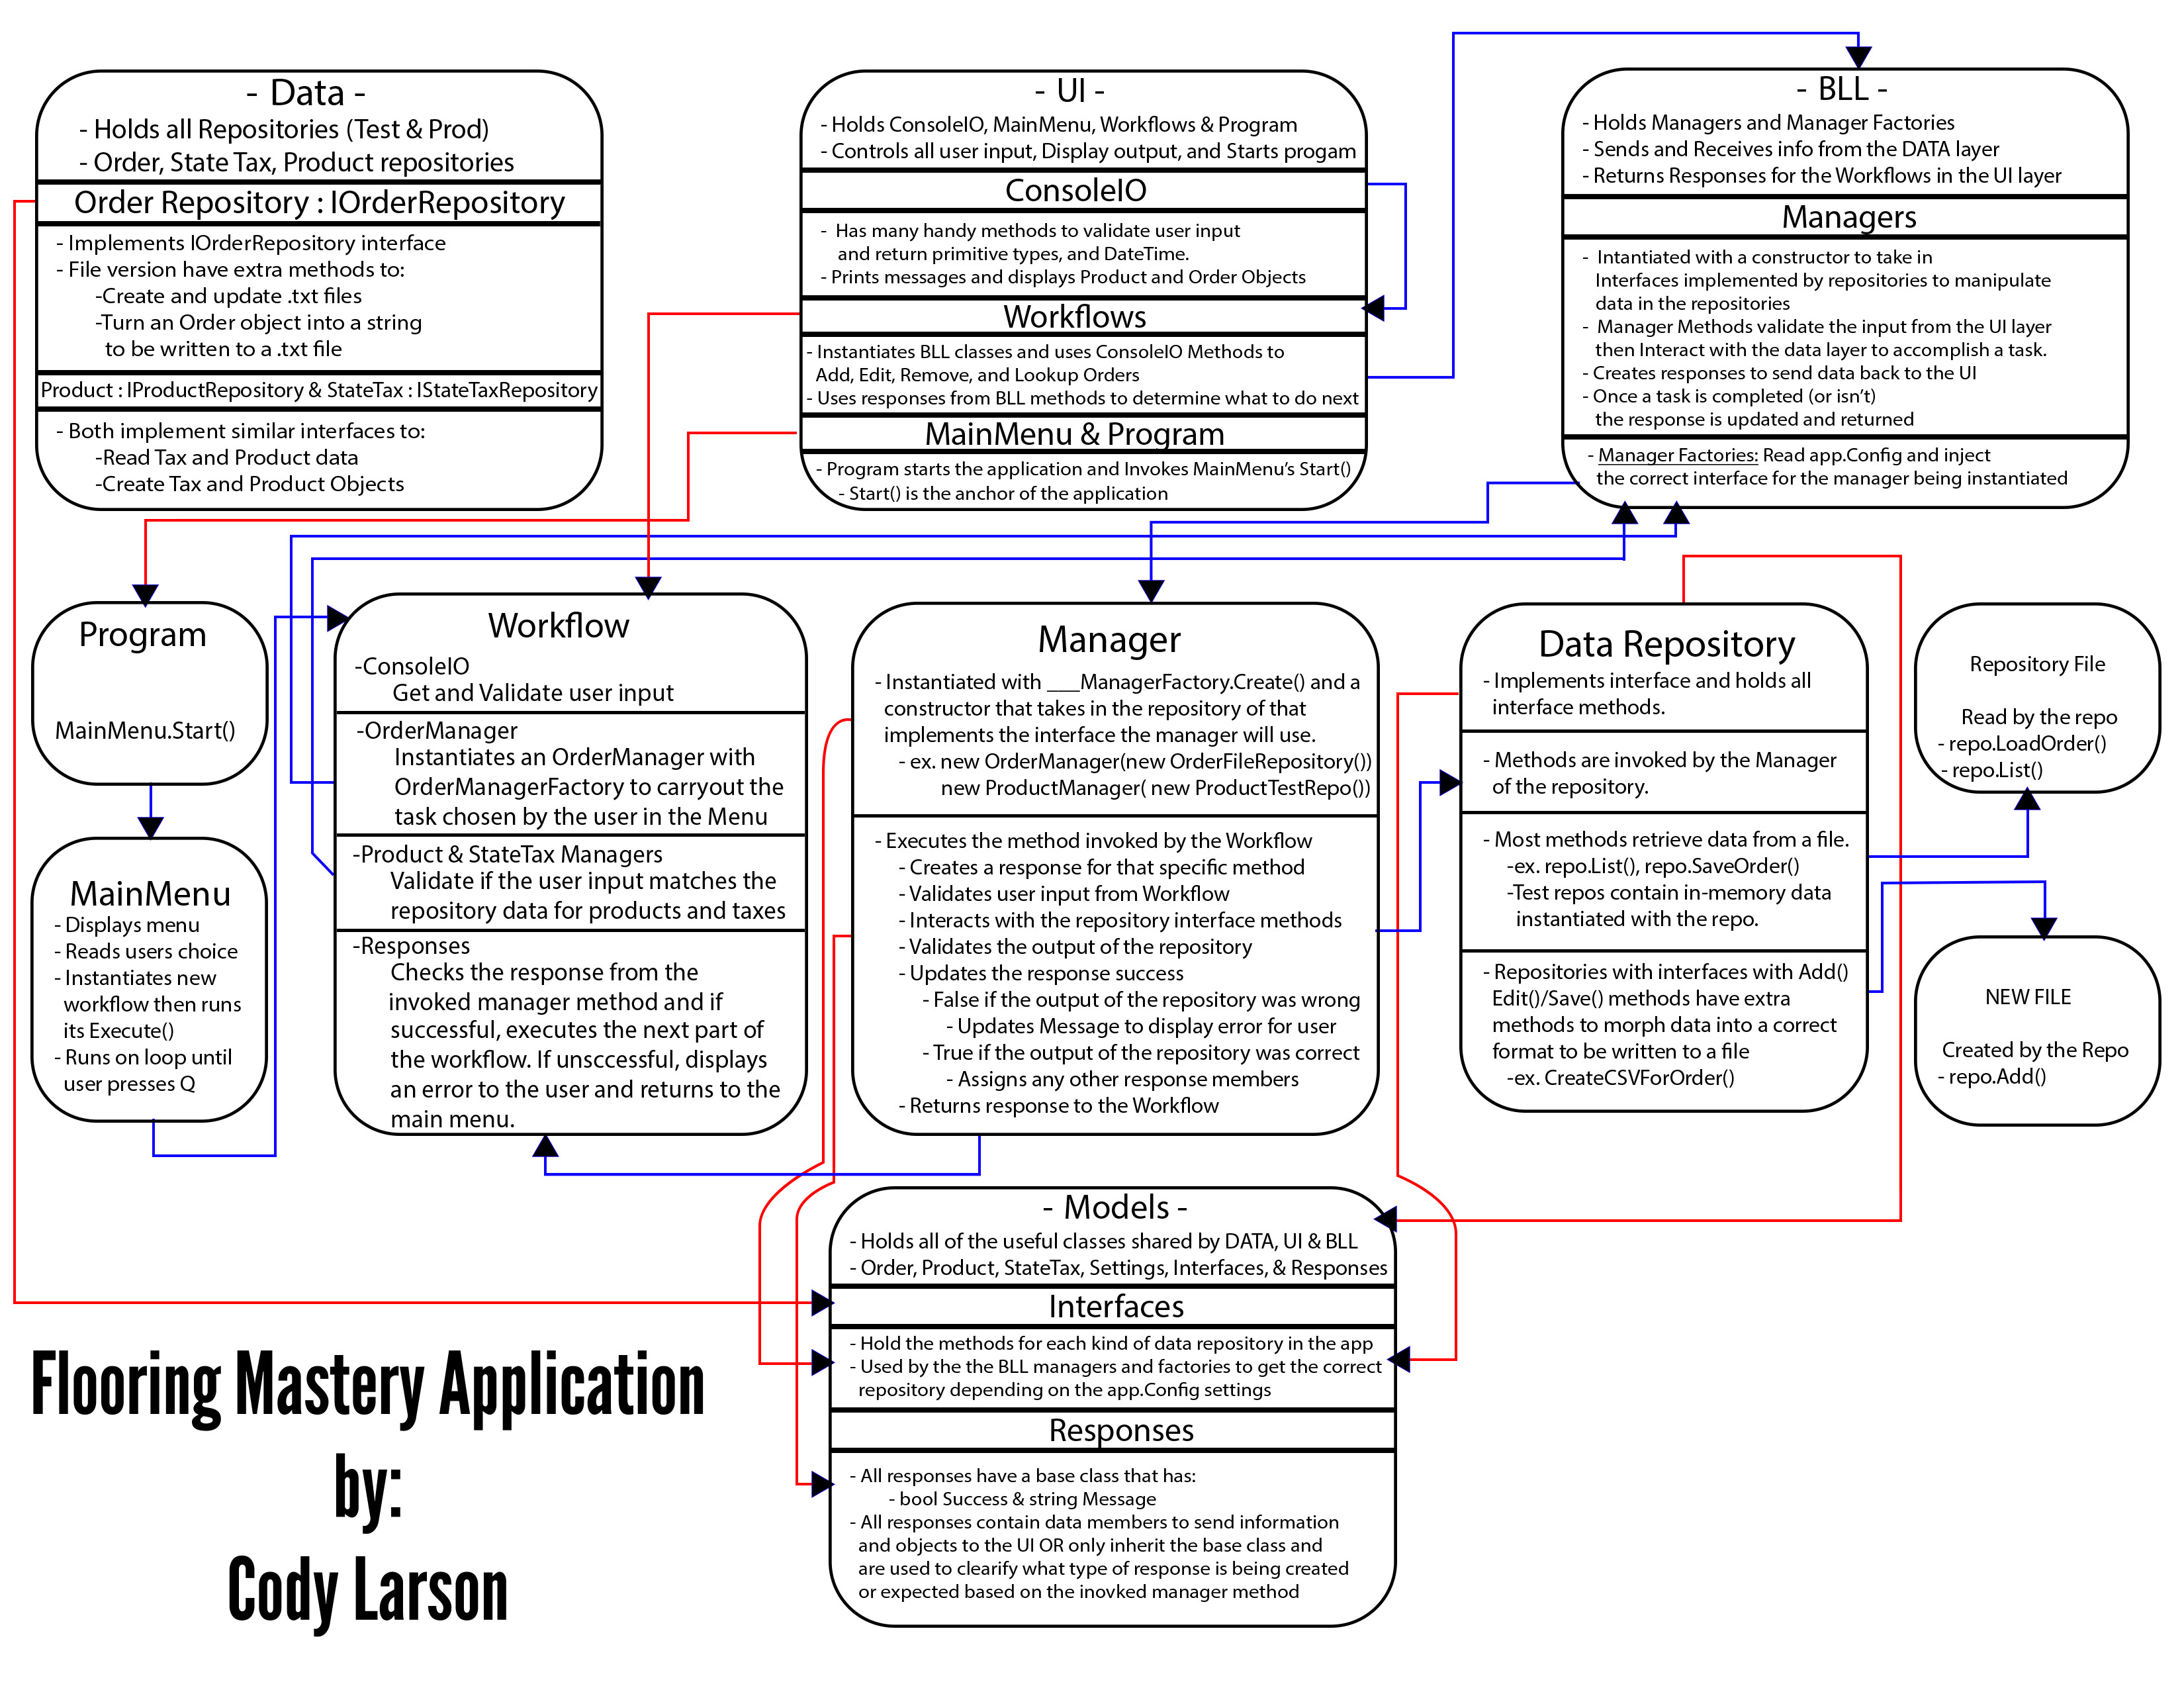 - Data -
- Holds all Repositories (Test & Prod)
- Order, State Tax, Product repositories
Order Repository : IOrderRepository
- Implements IOrderRepository interface
- File version have extra methods to:
-Create and update .txt files
-Turn an Order object into a string
to be written to a .txt file
Product : IProductRepository & StateTax : IStateTaxRepository
- Both implement similar interfaces to:
-Read Tax and Product data
-Create Tax and Product Objects
- UI -
- Holds ConsoleIO, MainMenu, Workflows & Program
- Controls all user input, Display output, and Starts progam
ConsoleIO
- Has many handy methods to validate user input
and return primitive types, and DateTime.
- Prints messages and displays Product and Order Objects
Workflows
- Instantiates BLL classes and uses ConsoleIO Methods to
Add, Edit, Remove, and Lookup Orders
- Uses responses from BLL methods to determine what to do next
MainMenu & Program
- Program starts the application and Invokes MainMenu's Start()
- Start() is the anchor of the application
- BLL -
- Holds Managers and Manager Factories
- Sends and Receives info from the DATA layer
- Returns Responses for the Workflows in the UI layer
Managers
- Intantiated with a constructor to take in
Interfaces implemented by repositories to manipulate
data in the repositories
- Manager Methods validate the input from the UI layer
then Interact with the data layer to accomplish a task.
- Creates responses to send data back to the UI
- Once a task is completed (or isn't)
the response is updated and returned
- Manager Factories: Read app.Config and inject
the correct interface for the manager being instantiated
Program
MainMenu.Start()
MainMenu
- Displays menu
- Reads users choice
- Instantiates new
workflow then runs
its Execute()
- Runs on loop until
user presses Q
Workflow
-ConsoleIO
Get and Validate user input
-OrderManager
Instantiates an OrderManager with
OrderManagerFactory to carryout the
task chosen by the user in the Menu
-Product & StateTax Managers
Validate if the user input matches the
repository data for products and taxes
-Responses
Checks the response from the
invoked manager method and if
successful, executes the next part of
the workflow. If unsccessful, displays
an error to the user and returns to the
main menu.
Manager
- Instantiated with ___ManagerFactory.Create() and a
constructor that takes in the repository of that
implements the interface the manager will use.
- ex. new OrderManager(new OrderFileRepository())
new ProductManager( new ProductTestRepo())
- Executes the method invoked by the Workflow
- Creates a response for that specific method
- Validates user input from Workflow
- Interacts with the repository interface methods
- Validates the output of the repository
- Updates the response success
- False if the output of the repository was wrong
- Updates Message to display error for user
- True if the output of the repository was correct
- Assigns any other response members
- Returns response to the Workflow
Data Repository
- Implements interface and holds all
interface methods.
- Methods are invoked by the Manager
of the repository.
- Most methods retrieve data from a file.
-ex. repo.List(), repo.SaveOrder()
-Test repos contain in-memory data
instantiated with the repo.
- Repositories with interfaces with Add()
Edit()/Save() methods have extra
methods to morph data into a correct
format to be written to a file
-ex. CreateCSVForOrder()
Repository File
Read by the repo
- repo.LoadOrder()
- repo.List()
NEW FILE
Created by the Repo
- repo.Add()
- Models -
- Holds all of the useful classes shared by DATA, UI & BLL
- Order, Product, StateTax, Settings, Interfaces, & Responses
Interfaces
- Hold the methods for each kind of data repository in the app
- Used by the the BLL managers and factories to get the correct
repository depending on the app.Config settings
Responses
- All responses have a base class that has:
- bool Success & string Message
- All responses contain data members to send information
and objects to the UI OR only inherit the base class and
are used to clearify what type of response is being created
or expected based on the inovked manager method
Flooring Mastery Application
by:
Cody Larson